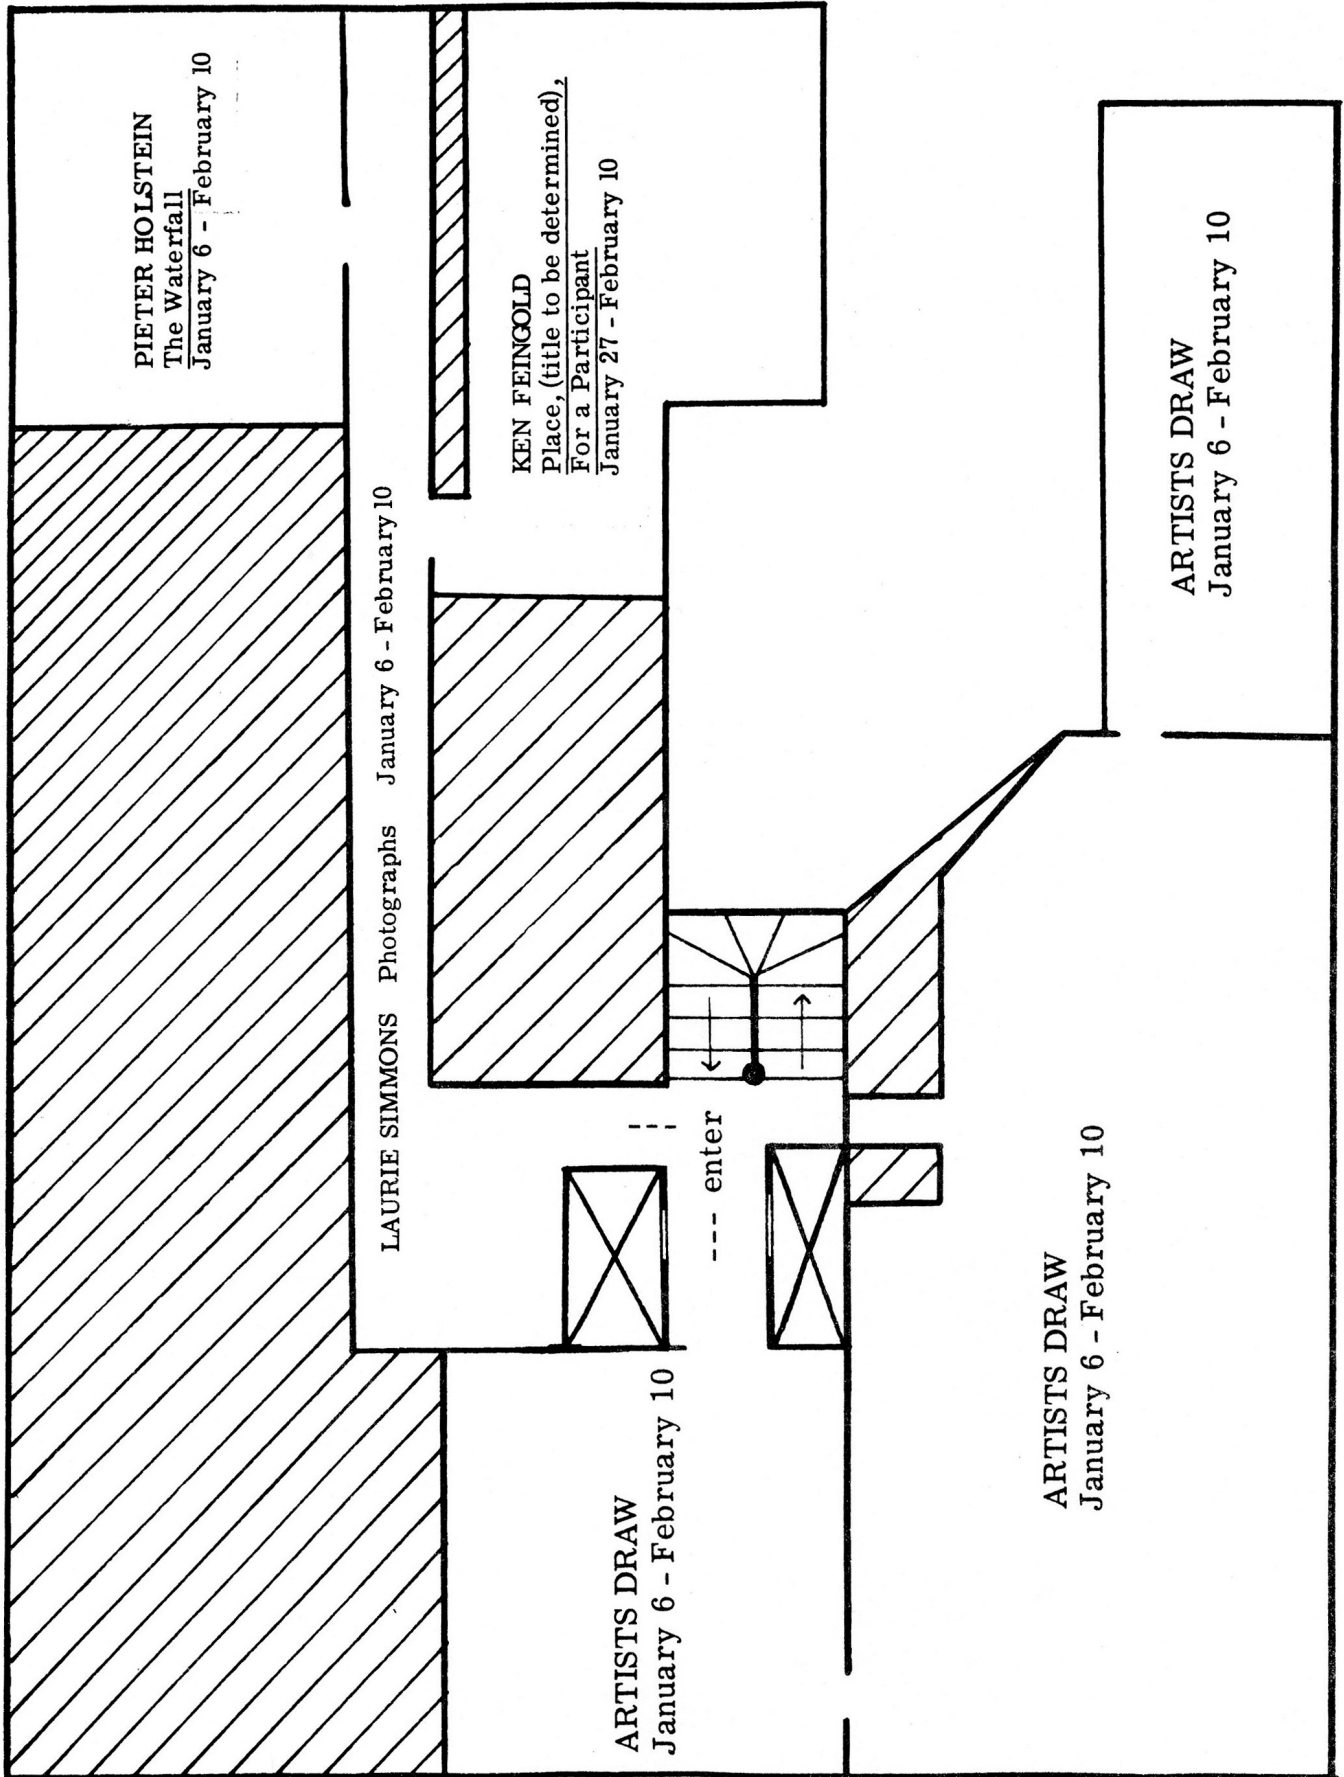 PIETER HOLSTEIN
The Waterfall
January 6 - February 10
LAURIE SIMMONS Photographs January 6 - February 10
KEN FEINGOLD
Place, (title to be determined),
For a Participant
January 27 - February 10
--- enter
ARTISTS DRAW
January 6 - February 10
ARTISTS DRAW
January 6 - February 10
ARTISTS DRAW
January 6 - February 10